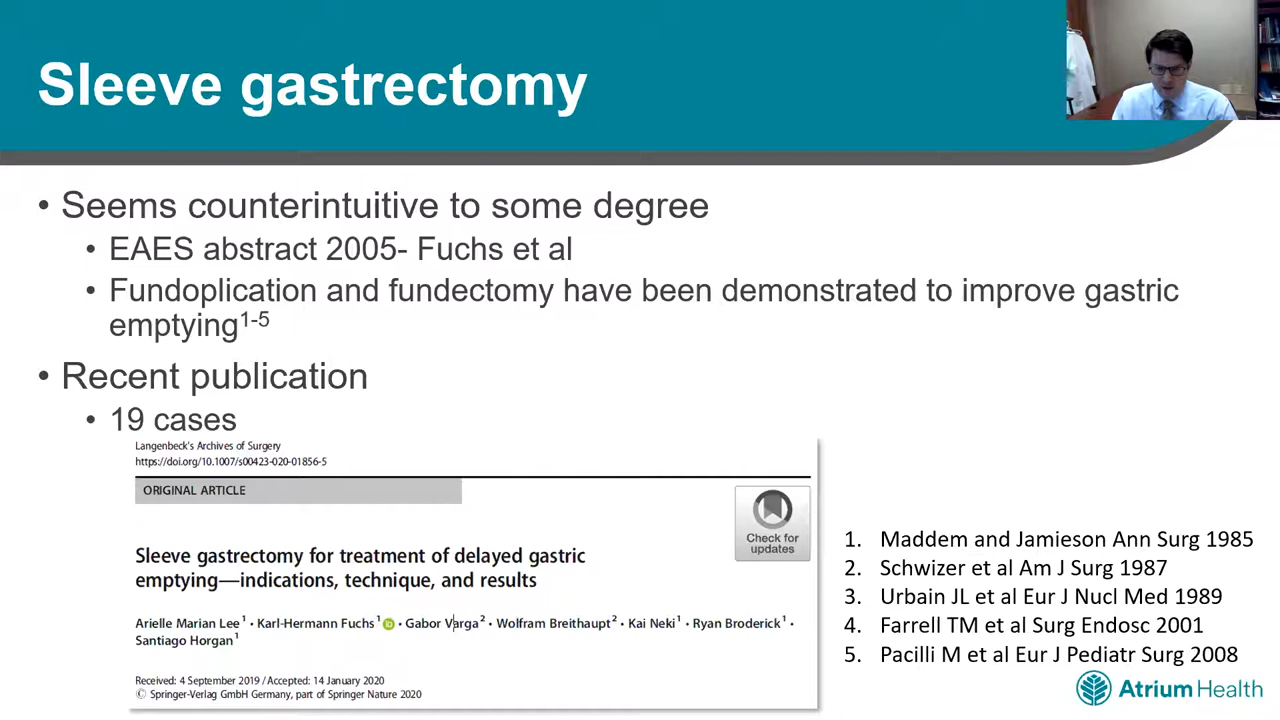 Sleeve gastrectomy
• Seems counterintuitive to some degree
• EAES abstract 2005- Fuchs et al
• Fundoplication and fundectomy have been demonstrated to improve gastric
emptying1-5
• Recent publication
• 19 cases
Langenbeck's Archives of Surgery
https://doi.org/10.1007/s00423-020-01856-5
ORIGINAL ARTICLE
Check for
updates
Sleeve gastrectomy for treatment of delayed gastric
emptying—indications, technique, and results
Arielle Marian Lee1 · Karl-Hermann Fuchs1 iD · Gabor Varga2 · Wolfram Breithaupt2 · Kai Neki1 · Ryan Broderick1 ·
Santiago Horgan1
Received: 4 September 2019 / Accepted: 14 January 2020
© Springer-Verlag GmbH Germany, part of Springer Nature 2020
1. Maddem and Jamieson Ann Surg 1985
2. Schwizer et al Am J Surg 1987
3. Urbain JL et al Eur J Nucl Med 1989
4. Farrell TM et al Surg Endosc 2001
5. Pacilli M et al Eur J Pediatr Surg 2008
Atrium Health